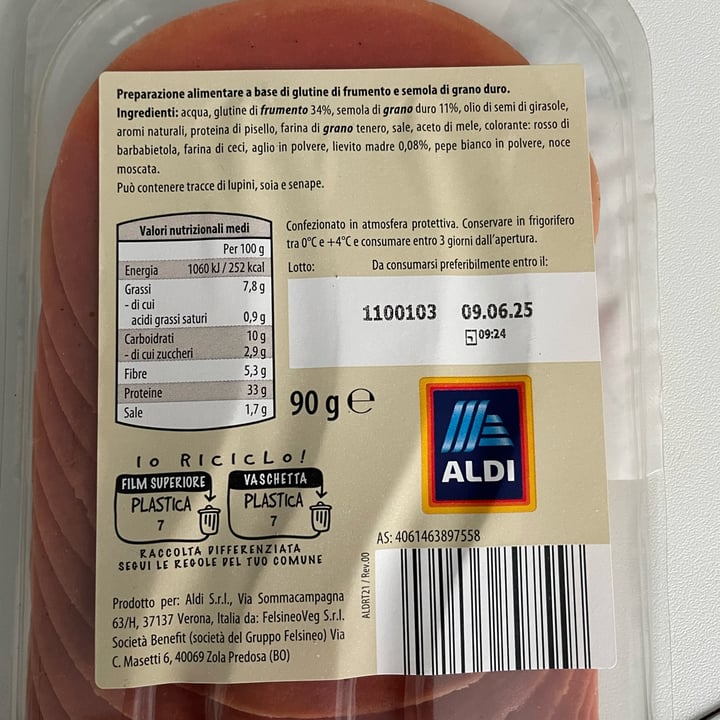 Preparazione alimentare a base di glutine di frumento e semola di grano duro.
Ingredienti: acqua, glutine di frumento 34%, semola di grano duro 11%, olio di semi di girasole,
aromi naturali, proteina di pisello, farina di grano tenero, sale, aceto di mele, colorante: rosso di
barbabietola, farina di ceci, aglio in polvere, lievito madre 0,08%, pepe bianco in polvere, noce
moscata.
Può contenere tracce di lupini, soia e senape.
Valori nutrizionali medi
Per 100 g
Energia 1060 kJ / 252 kcal
Grassi 7,8 g
- di cui
acidi grassi saturi 0,9 g
Carboidrati 10 g
- di cui zuccheri 2,9 g
Fibre 5,3 g
Proteine 33 g
Sale 1,7 g
Confezionato in atmosfera protettiva. Conservare in frigorifero
tra 0°C e +4°C e consumare entro 3 giorni dall'apertura.
Lotto: Da consumarsi preferibilmente entro il:
1100103 09.06.25
09:24
90 g e
ALDI
Io RICICLO!
FILM SUPERIORE
PLASTICA
7
VASCHETTA
PLASTICA
7
RACCOLTA DIFFERENZIATA
SEGUI LE REGOLE DEL TUO COMUNE
AS: 4061463897558
ALDRT21 / Rev.00
Prodotto per: Aldi S.r.l., Via Sommacampagna
63/H, 37137 Verona, Italia da: FelsineoVeg S.r.l.
Società Benefit (società del Gruppo Felsineo) Via
C. Masetti 6, 40069 Zola Predosa (BO)